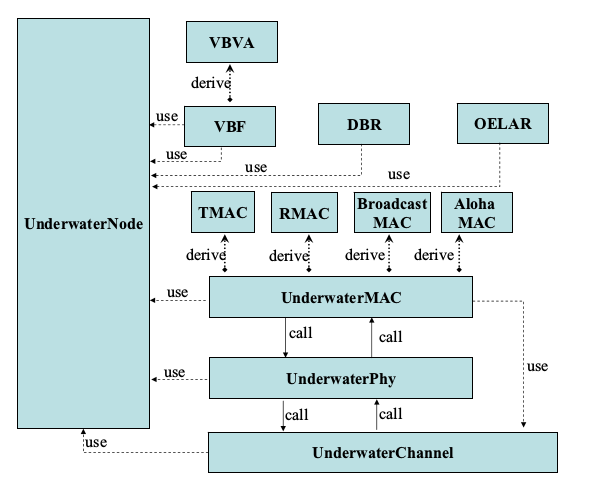 VBVA
derive
use
VBF
DBR
OELAR
use
use
use
UnderwaterNode
TMAC
RMAC
Broadcast
MAC
Aloha
MAC
derive
derive
derive
derive
use
UnderwaterMAC
call
call
use
use
UnderwaterPhy
call
call
use
UnderwaterChannel